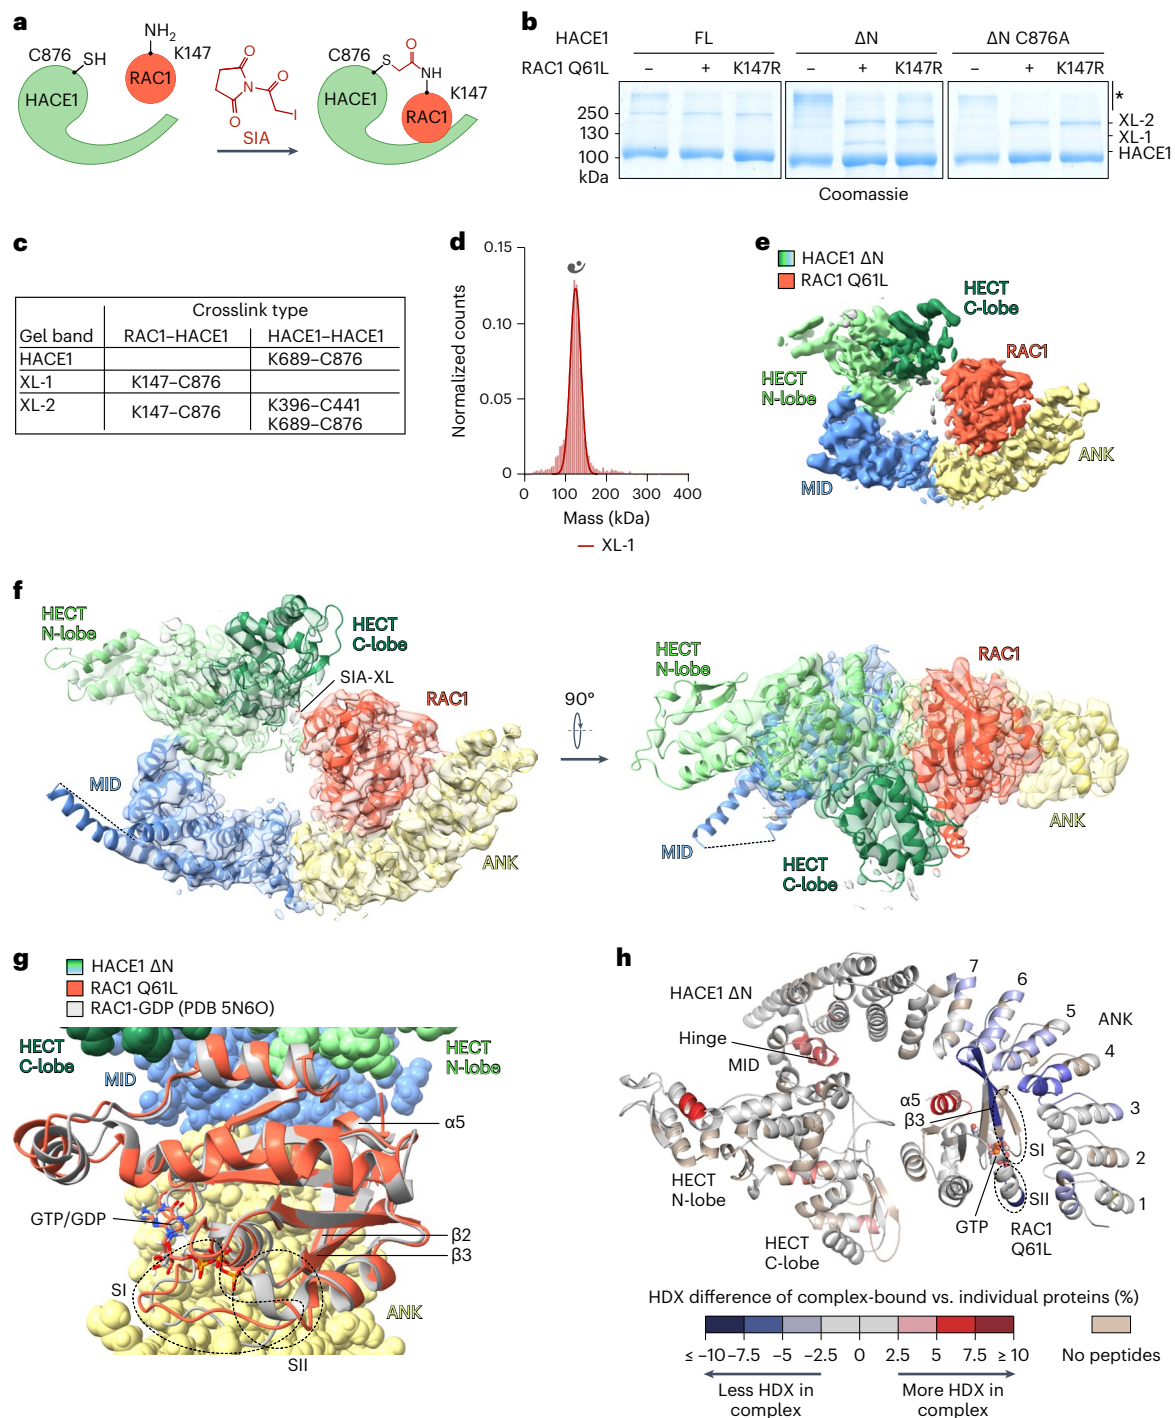 a
NH2
C876
SH
K147
RAC1
HACE1
SIA
O
O
N
O
I
C876
S
O
NH
K147
HACE1
RAC1
b
HACE1 FL ΔN ΔN C876A
RAC1 Q61L – + K147R – + K147R – + K147R
250
130
100
kDa
*
XL-2
XL-1
HACE1
Coomassie
c
Crosslink type
Gel band RAC1–HACE1 HACE1–HACE1
HACE1 K689–C876
XL-1 K147–C876
XL-2 K147–C876 K396–C441
K689–C876
d
0.15
0.10
0.05
0
Normalized counts
0 100 200 300 400
Mass (kDa)
XL-1
e
HACE1 ΔN
RAC1 Q61L
HECT
C-lobe
RAC1
HECT
N-lobe
ANK
MID
f
HECT
N-lobe
HECT
C-lobe
SIA-XL
RAC1
MID
ANK
90°
HECT
N-lobe
RAC1
MID
ANK
HECT
C-lobe
g
HACE1 ΔN
RAC1 Q61L
RAC1-GDP (PDB 5N6O)
HECT
C-lobe
MID
HECT
N-lobe
α5
GTP/GDP
β2
β3
SI
ANK
SII
h
HACE1 ΔN
7
6
5
ANK
4
Hinge
MID
α5
β3
3
SI
2
SII
1
HECT
N-lobe
GTP
RAC1
Q61L
HECT
C-lobe
HDX difference of complex-bound vs. individual proteins (%)
≤ –10 –7.5 –5 –2.5 0 2.5 5 7.5 ≥ 10 No peptides
Less HDX in
complex
More HDX in
complex